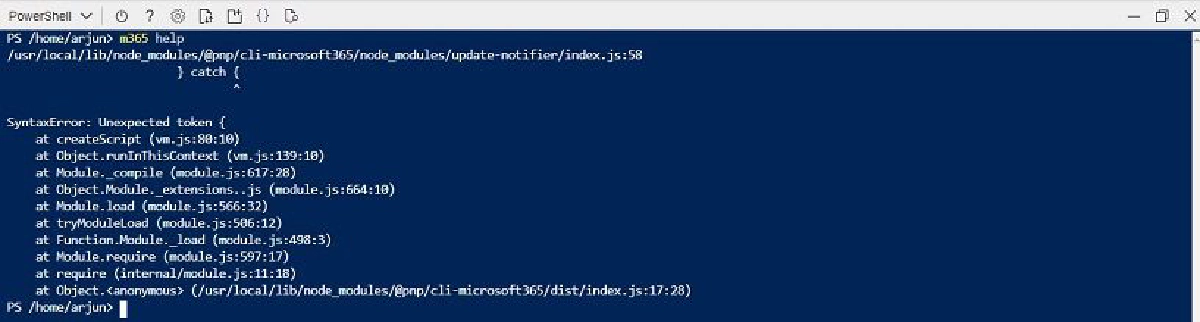 PowerShell
PS /home/arjun> m365 help
/usr/local/lib/node_modules/@pnp/cli-microsoft365/node_modules/update-notifier/index.js:58
} catch {
^
SyntaxError: Unexpected token {
at createScript (vm.js:80:10)
at Object.runInThisContext (vm.js:139:10)
at Module._compile (module.js:617:28)
at Object.Module._extensions..js (module.js:664:10)
at Module.load (module.js:566:32)
at tryModuleLoad (module.js:506:12)
at Function.Module._load (module.js:498:3)
at Module.require (module.js:597:17)
at require (internal/module.js:11:18)
at Object.<anonymous> (/usr/local/lib/node_modules/@pnp/cli-microsoft365/dist/index.js:17:28)
PS /home/arjun>